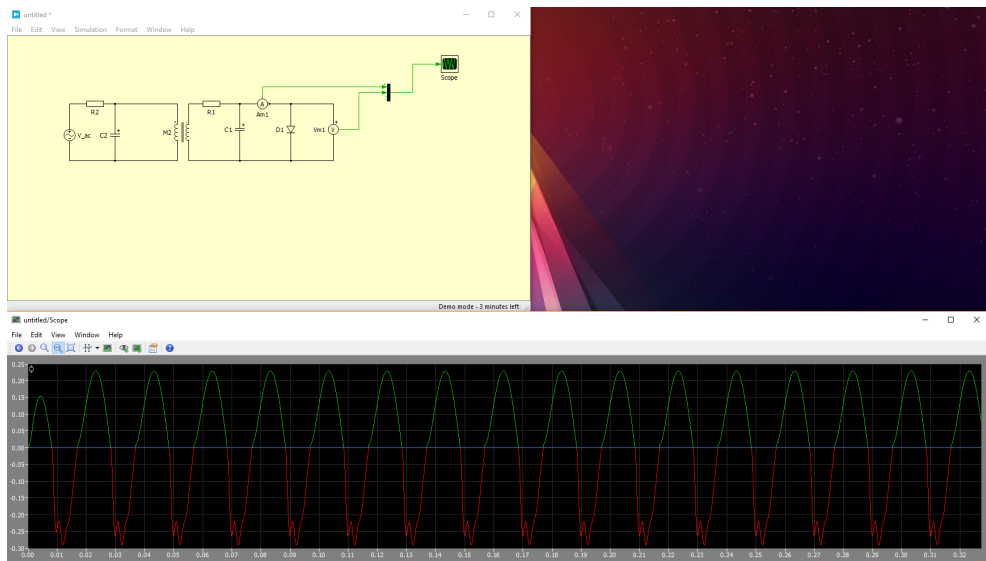 untitled *
File Edit View Simulation Format Window Help
Scope
R2
R1
Am1
A
V_ac
C2
M2
C1
D1
Vm1
V
Demo mode - 3 minutes left
untitled/Scope
File Edit View Window Help
0.25
0.20
0.15
0.10
0.05
0.00
-0.05
-0.10
-0.15
-0.20
-0.25
-0.30
0.00 0.01 0.02 0.03 0.04 0.05 0.06 0.07 0.08 0.09 0.10 0.11 0.12 0.13 0.14 0.15 0.16 0.17 0.18 0.19 0.20 0.21 0.22 0.23 0.24 0.25 0.26 0.27 0.28 0.29 0.30 0.31 0.32